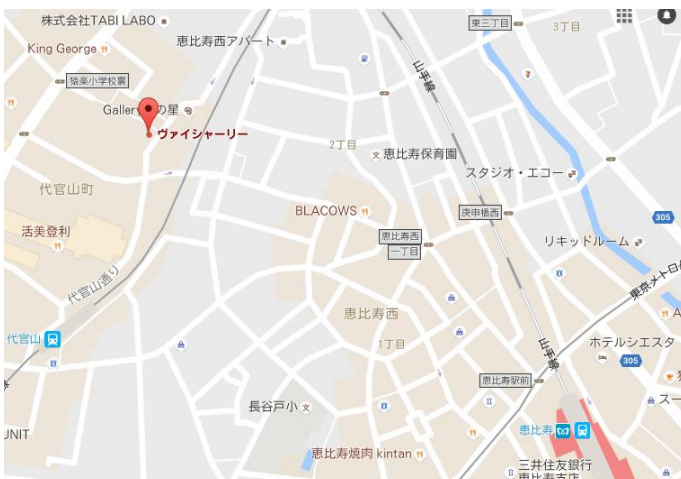 株式会社TABI LABO
恵比寿西アパート
東三丁目
3丁目
King George
山手線
猿楽小学校裏
Gallery
の星
ヴァイシャーリー
2丁目
恵比寿保育園
スタジオ・エコー
代官山町
BLACOWS
庚申橋西
305
活美登利
恵比寿西
一丁目
リキッドルーム
代官山通り
東京メトロ
恵比寿西
代官山
1丁目
山手線
ホテルシエスタ
305
恵比寿駅前
長谷戸小
スー
UNIT
恵比寿
恵比寿焼肉 kintan
三井住友銀行
恵比寿支店